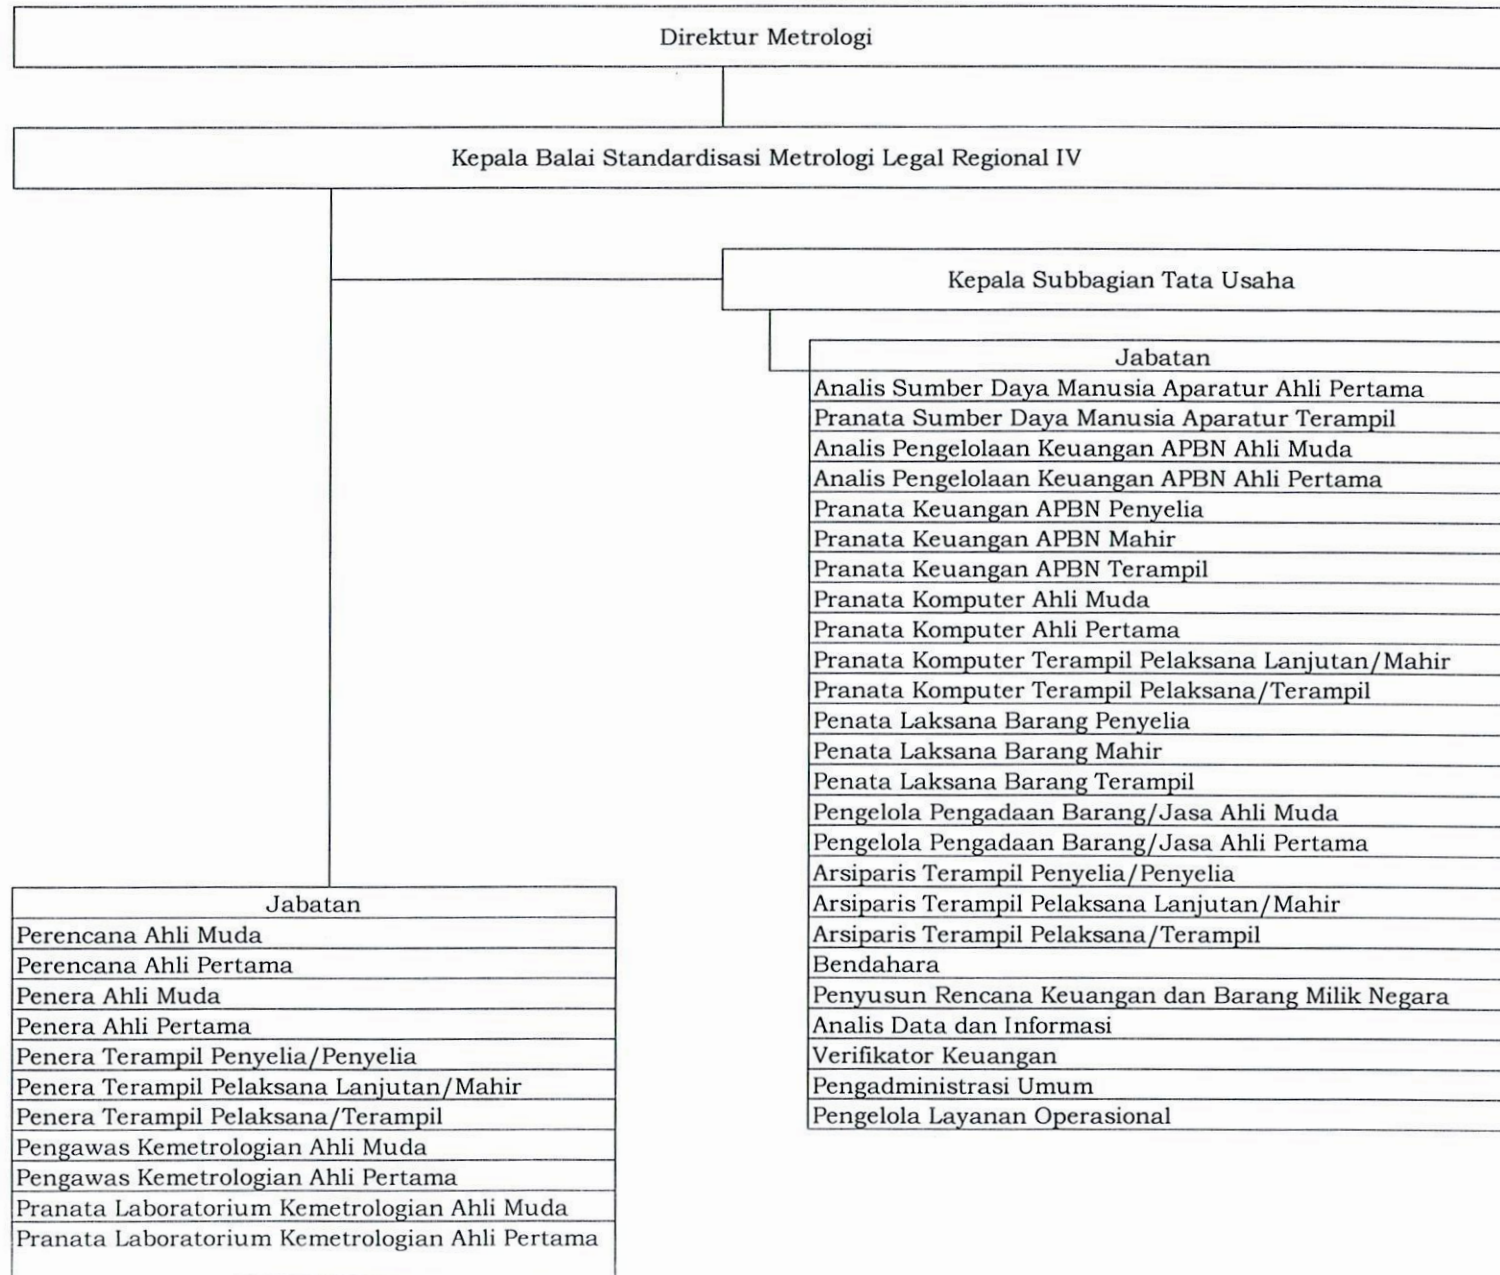 Direktur Metrologi
Kepala Balai Standardisasi Metrologi Legal Regional IV
Kepala Subbagian Tata Usaha
Jabatan
Analis Sumber Daya Manusia Aparatur Ahli Pertama
Pranata Sumber Daya Manusia Aparatur Terampil
Analis Pengelolaan Keuangan APBN Ahli Muda
Analis Pengelolaan Keuangan APBN Ahli Pertama
Pranata Keuangan APBN Penyelia
Pranata Keuangan APBN Mahir
Pranata Keuangan APBN Terampil
Pranata Komputer Ahli Muda
Pranata Komputer Ahli Pertama
Pranata Komputer Terampil Pelaksana Lanjutan/Mahir
Pranata Komputer Terampil Pelaksana/Terampil
Penata Laksana Barang Penyelia
Penata Laksana Barang Mahir
Penata Laksana Barang Terampil
Pengelola Pengadaan Barang/Jasa Ahli Muda
Pengelola Pengadaan Barang/Jasa Ahli Pertama
Arsiparis Terampil Penyelia/Penyelia
Arsiparis Terampil Pelaksana Lanjutan/Mahir
Arsiparis Terampil Pelaksana/Terampil
Bendahara
Penyusun Rencana Keuangan dan Barang Milik Negara
Analis Data dan Informasi
Verifikator Keuangan
Pengadministrasi Umum
Pengelola Layanan Operasional
Jabatan
Perencana Ahli Muda
Perencana Ahli Pertama
Penera Ahli Muda
Penera Ahli Pertama
Penera Terampil Penyelia/Penyelia
Penera Terampil Pelaksana Lanjutan/Mahir
Penera Terampil Pelaksana/Terampil
Pengawas Kemetrologian Ahli Muda
Pengawas Kemetrologian Ahli Pertama
Pranata Laboratorium Kemetrologian Ahli Muda
Pranata Laboratorium Kemetrologian Ahli Pertama